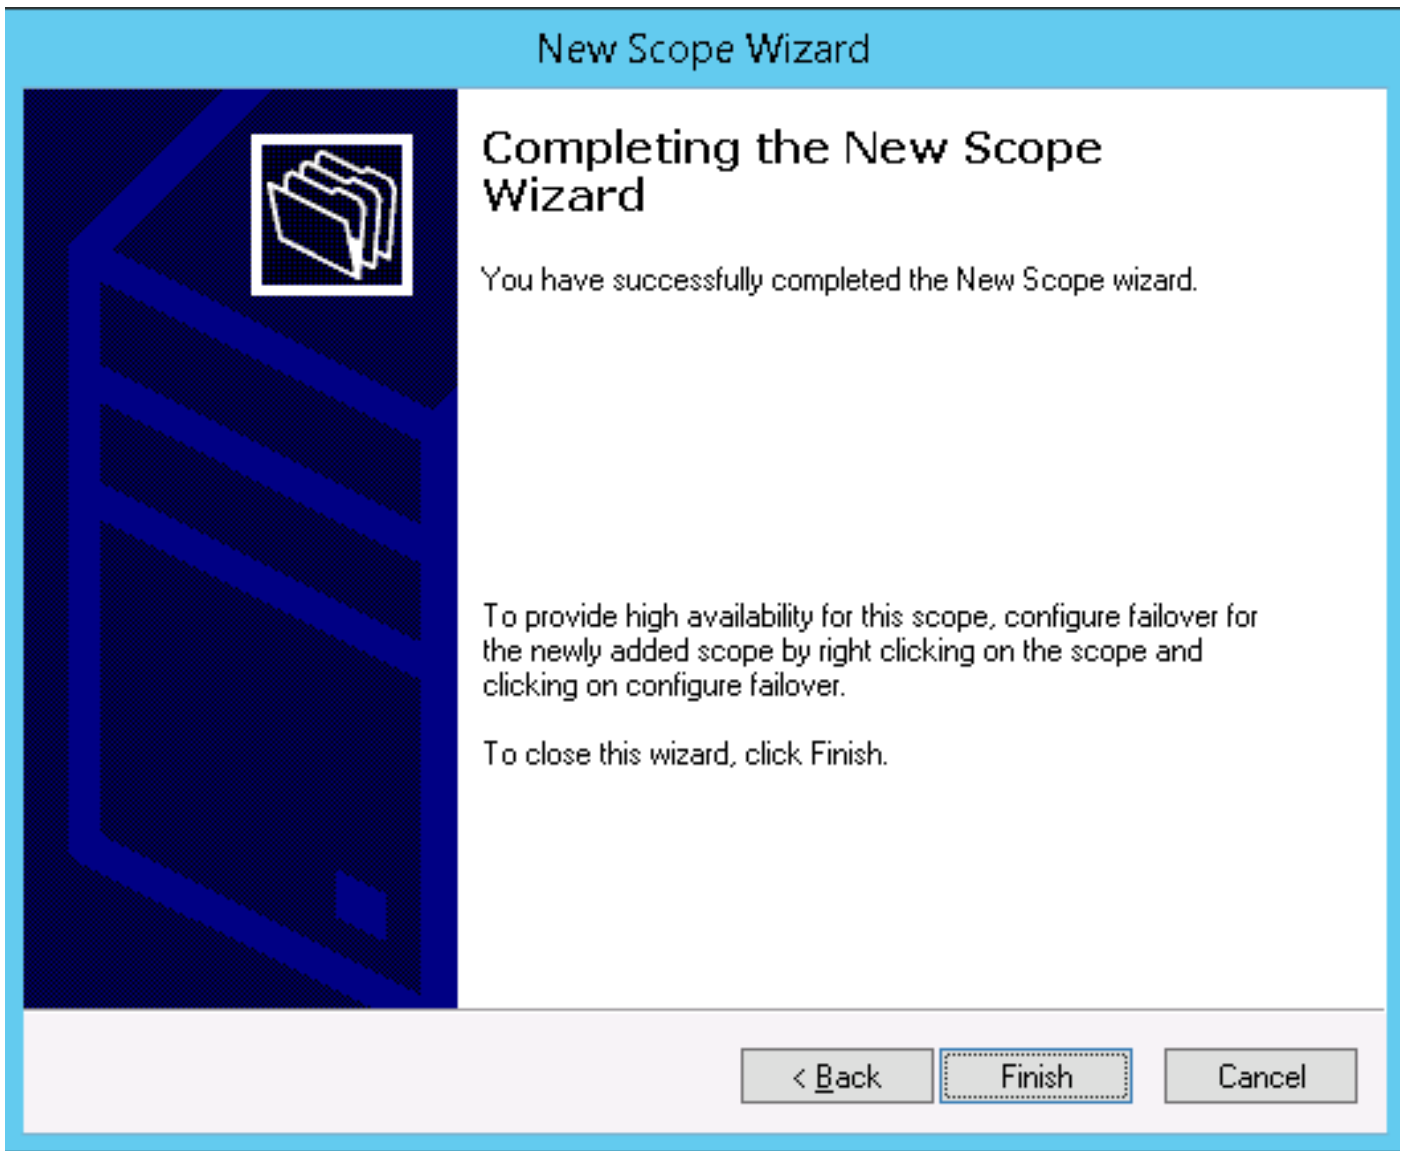 New Scope Wizard
Completing the New Scope
Wizard
You have successfully completed the New Scope wizard.
To provide high availability for this scope, configure failover for
the newly added scope by right clicking on the scope and
clicking on configure failover.
To close this wizard, click Finish.
< Back
Finish
Cancel